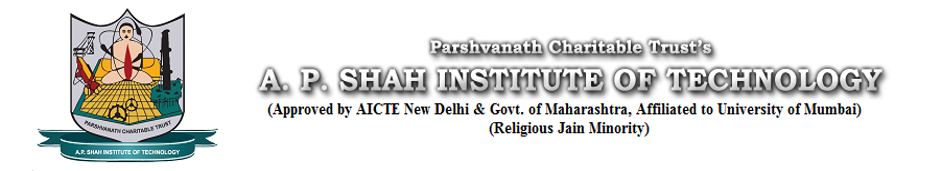 Parshvanath Charitable Trust's
A. P. SHAH INSTITUTE OF TECHNOLOGY
(Approved by AICTE New Delhi & Govt. of Maharashtra, Affiliated to University of Mumbai)
(Religious Jain Minority)
PARSHVANATH CHARITABLE TRUST
A.P. SHAH INSTITUTE OF TECHNOLOGY